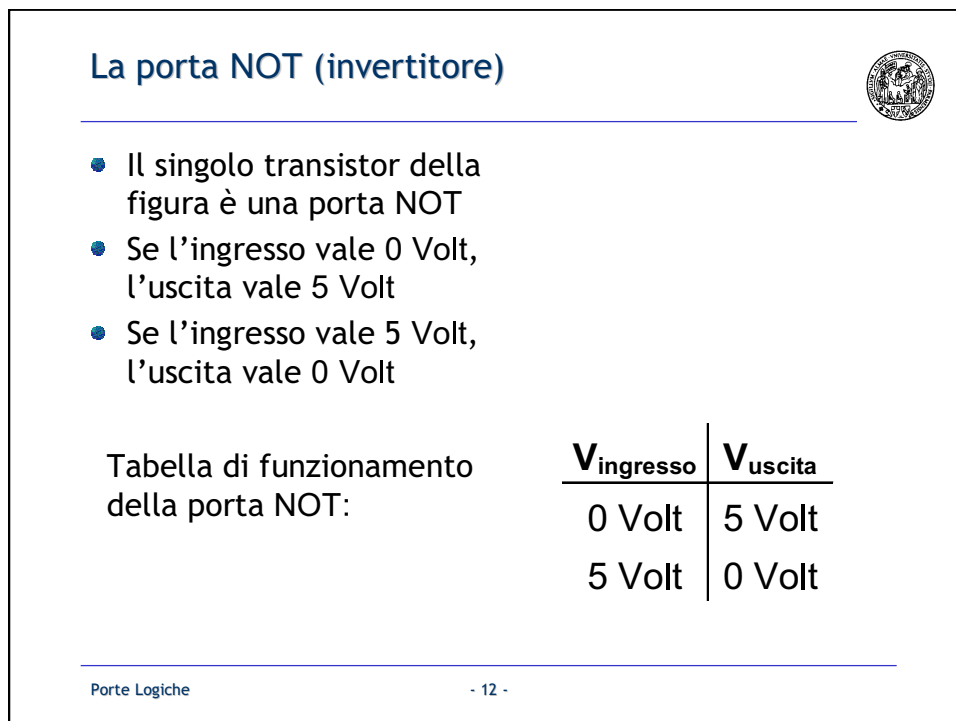 La porta NOT (invertitore)
Il singolo transistor della
figura è una porta NOT
Se l’ingresso vale 0 Volt,
l’uscita vale 5 Volt
Se l’ingresso vale 5 Volt,
l’uscita vale 0 Volt
Tabella di funzionamento
della porta NOT:
Vingresso Vuscita
0 Volt 5 Volt
5 Volt 0 Volt
Porte Logiche - 12 -